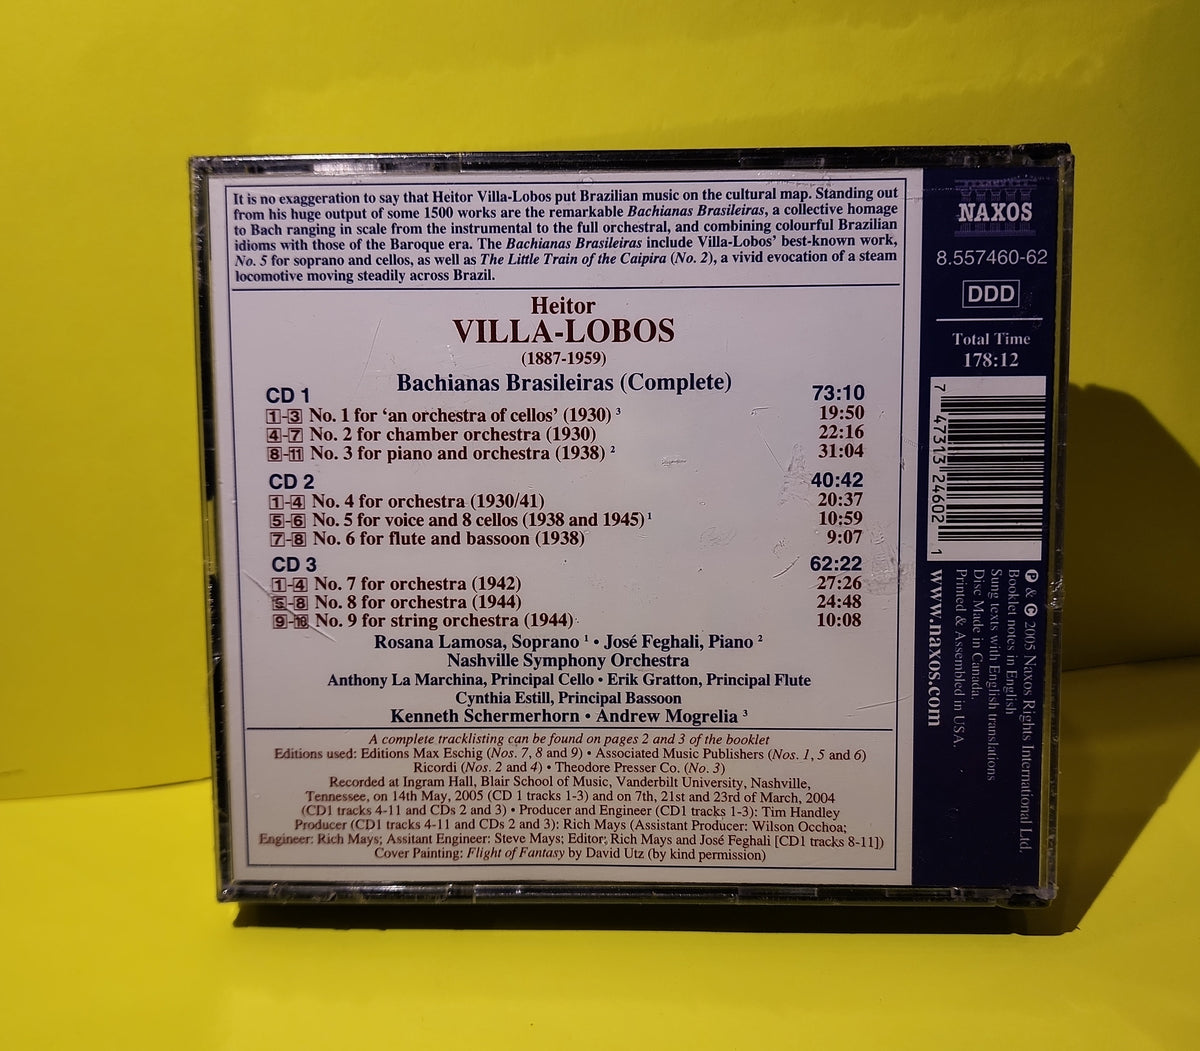 It is no exaggeration to say that Heitor Villa-Lobos put Brazilian music on the cultural map. Standing out
from his huge output of some 1500 works are the remarkable Bachianas Brasileiras, a collective homage
to Bach ranging in scale from the instrumental to the full orchestral, and combining colourful Brazilian
idioms with those of the Baroque era. The Bachianas Brasileiras include Villa-Lobos' best-known work,
No. 5 for soprano and cellos, as well as The Little Train of the Caipira (No. 2), a vivid evocation of a steam
locomotive moving steadily across Brazil.
Heitor
VILLA-LOBOS
(1887-1959)
Bachianas Brasileiras (Complete)
CD 1 73:10
1-3 No. 1 for ‘an orchestra of cellos’ (1930) ³ 19:50
4-7 No. 2 for chamber orchestra (1930) 22:16
8-11 No. 3 for piano and orchestra (1938) ² 31:04
CD 2 40:42
1-4 No. 4 for orchestra (1930/41) 20:37
5-6 No. 5 for voice and 8 cellos (1938 and 1945) ¹ 10:59
7-8 No. 6 for flute and bassoon (1938) 9:07
CD 3 62:22
1-4 No. 7 for orchestra (1942) 27:26
5-8 No. 8 for orchestra (1944) 24:48
9-10 No. 9 for string orchestra (1944) 10:08
Rosana Lamosa, Soprano ¹ • José Feghali, Piano ²
Nashville Symphony Orchestra
Anthony La Marchina, Principal Cello • Erik Gratton, Principal Flute
Cynthia Estill, Principal Bassoon
Kenneth Schermerhorn • Andrew Mogrelia ³
A complete tracklisting can be found on pages 2 and 3 of the booklet
Editions used: Editions Max Eschig (Nos. 7, 8 and 9) • Associated Music Publishers (Nos. 1, 5 and 6)
Ricordi (Nos. 2 and 4) • Theodore Presser Co. (No. 3)
Recorded at Ingram Hall, Blair School of Music, Vanderbilt University, Nashville,
Tennessee, on 14th May, 2005 (CD 1 tracks 1-3) and on 7th, 21st and 23rd of March, 2004
(CD1 tracks 4-11 and CDs 2 and 3) • Producer and Engineer (CD1 tracks 1-3): Tim Handley
Producer (CD1 tracks 4-11 and CDs 2 and 3): Rich Mays (Assistant Producer: Wilson Occhoa;
Engineer: Rich Mays; Assitant Engineer: Steve Mays; Editor: Rich Mays and José Feghali [CD1 tracks 8-11])
Cover Painting: Flight of Fantasy by David Utz (by kind permission)
NAXOS
8.557460-62
DDD
Total Time
178:12
7 47313 24602 1
℗ & © 2005 Naxos Rights International Ltd.
Booklet notes in English
Sung texts with English translations
Disc Made in Canada.
Printed & Assembled in USA.
www.naxos.com